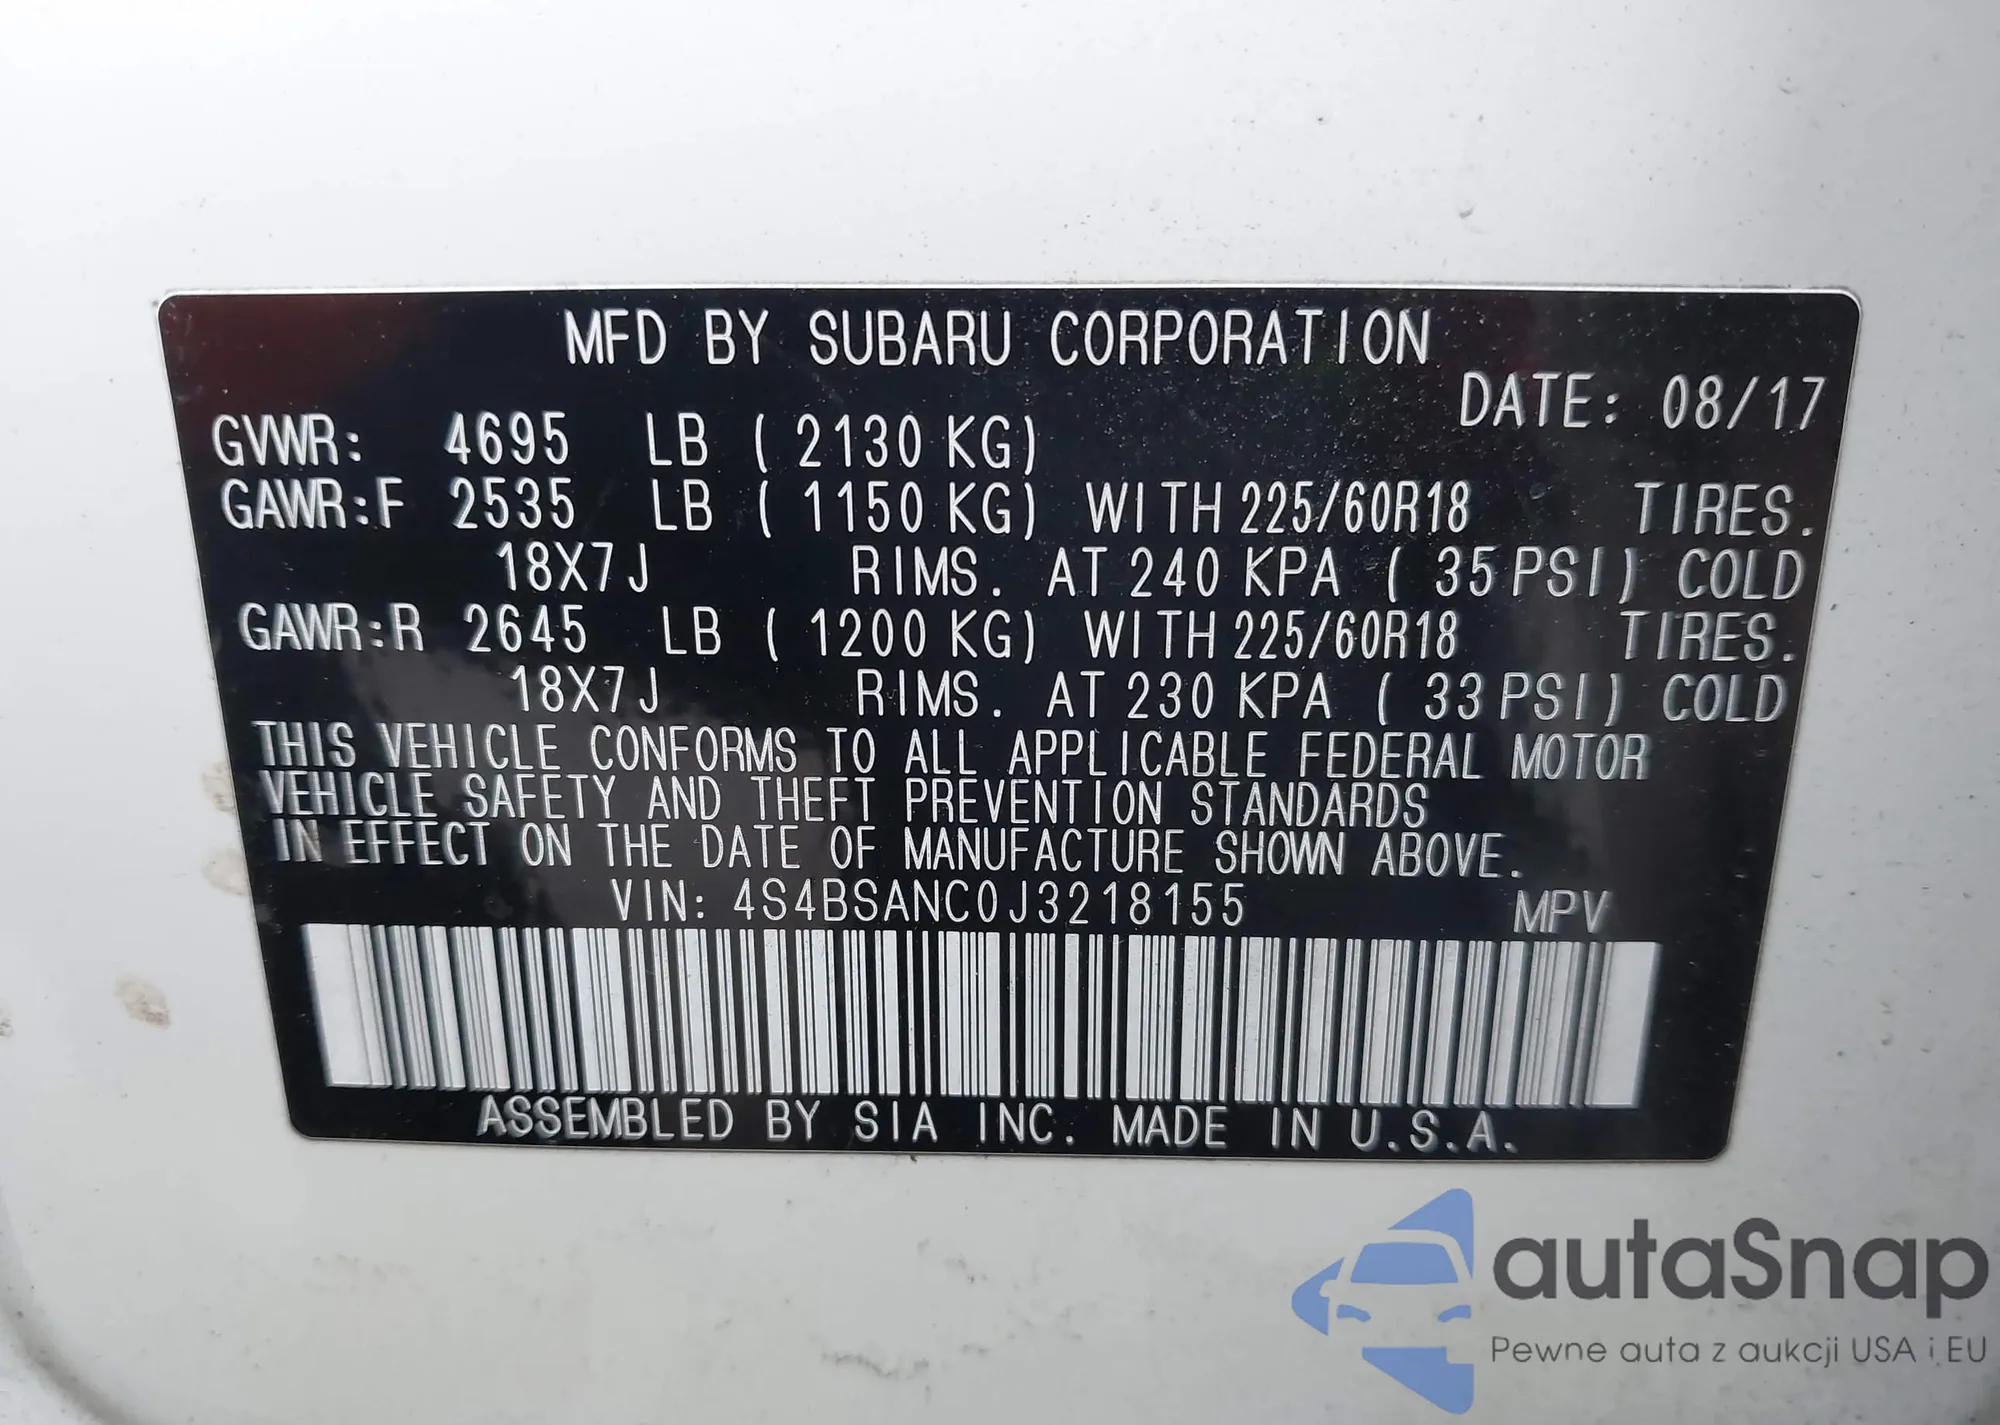 MFD BY SUBARU CORPORATION
DATE: 08/17
GVWR: 4695 LB ( 2130 KG)
GAWR:F 2535 LB ( 1150 KG) WITH 225/60R18 TIRES.
18X7J RIMS. AT 240 KPA ( 35 PSI) COLD
GAWR:R 2645 LB ( 1200 KG) WITH 225/60R18 TIRES.
18X7J RIMS. AT 230 KPA ( 33 PSI) COLD
THIS VEHICLE CONFORMS TO ALL APPLICABLE FEDERAL MOTOR
VEHICLE SAFETY AND THEFT PREVENTION STANDARDS
IN EFFECT ON THE DATE OF MANUFACTURE SHOWN ABOVE.
VIN: 4S4BSANC0J3218155 MPV
ASSEMBLED BY SIA INC. MADE IN U.S.A.
autaSnap
Pewne auta z aukcji USA i EU